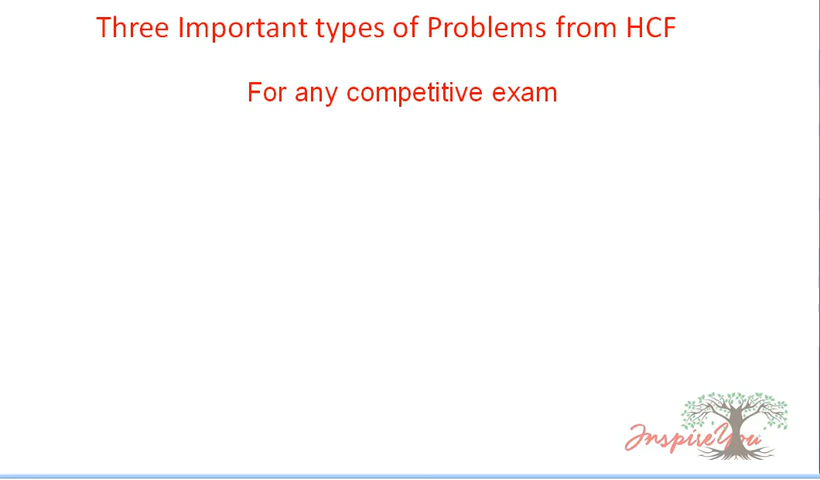 Three Important types of Problems from HCF
For any competitive exam
InspireYou